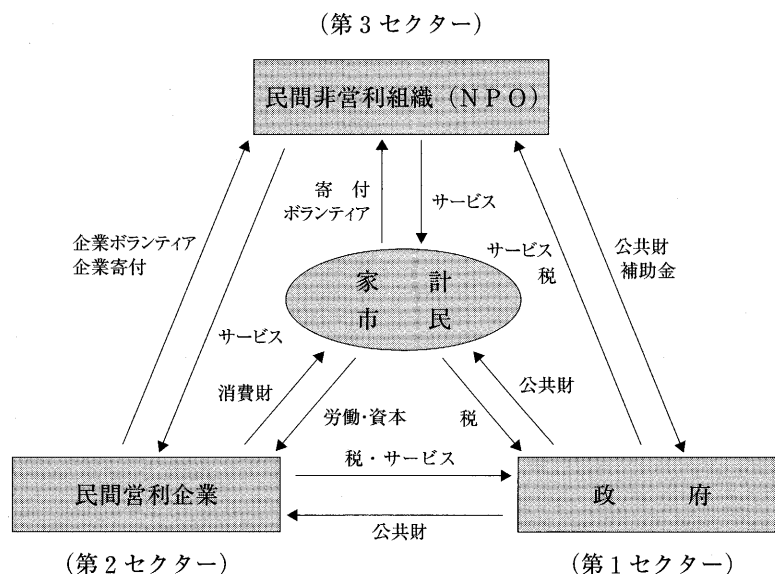 (第3セクター)
民間非営利組織(NPO)
寄　付
ボランティア
サービス
企業ボランティア
企業寄付
サービス
税
公共財
補助金
家　計
市　民
サービス
消費財
公共財
労働・資本
税
民間営利企業
税・サービス
政　府
公共財
(第2セクター)
(第1セクター)